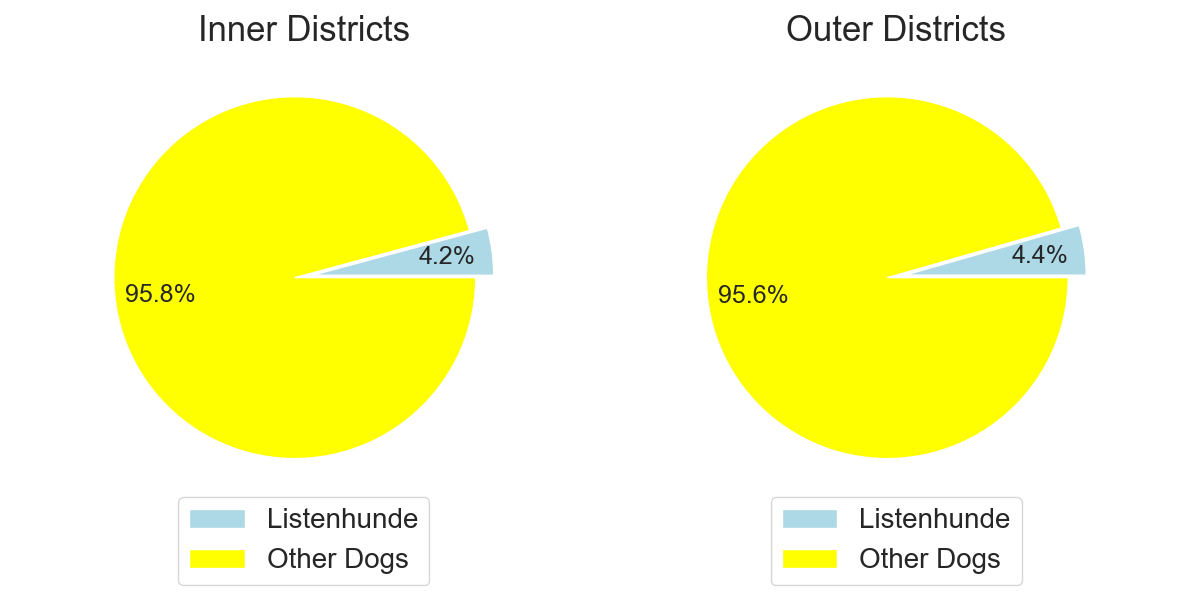 Inner Districts
4.2%
95.8%
Listenhunde
Other Dogs
Outer Districts
4.4%
95.6%
Listenhunde
Other Dogs